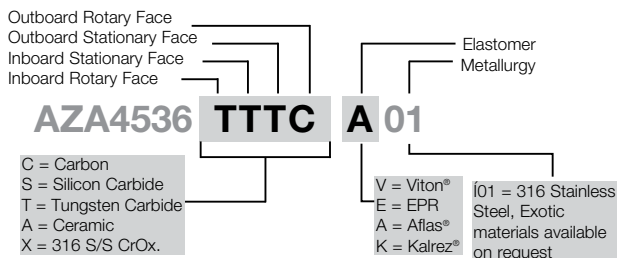 Outboard Rotary Face
Outboard Stationary Face
Inboard Stationary Face
Inboard Rotary Face
Elastomer
Metallurgy
AZA4536 TTTC A 01
C = Carbon
S = Silicon Carbide
T = Tungsten Carbide
A = Ceramic
X = 316 S/S CrOx.
V = Viton®
E = EPR
A = Aflas®
K = Kalrez®
Í01 = 316 Stainless
Steel, Exotic
materials available
on request